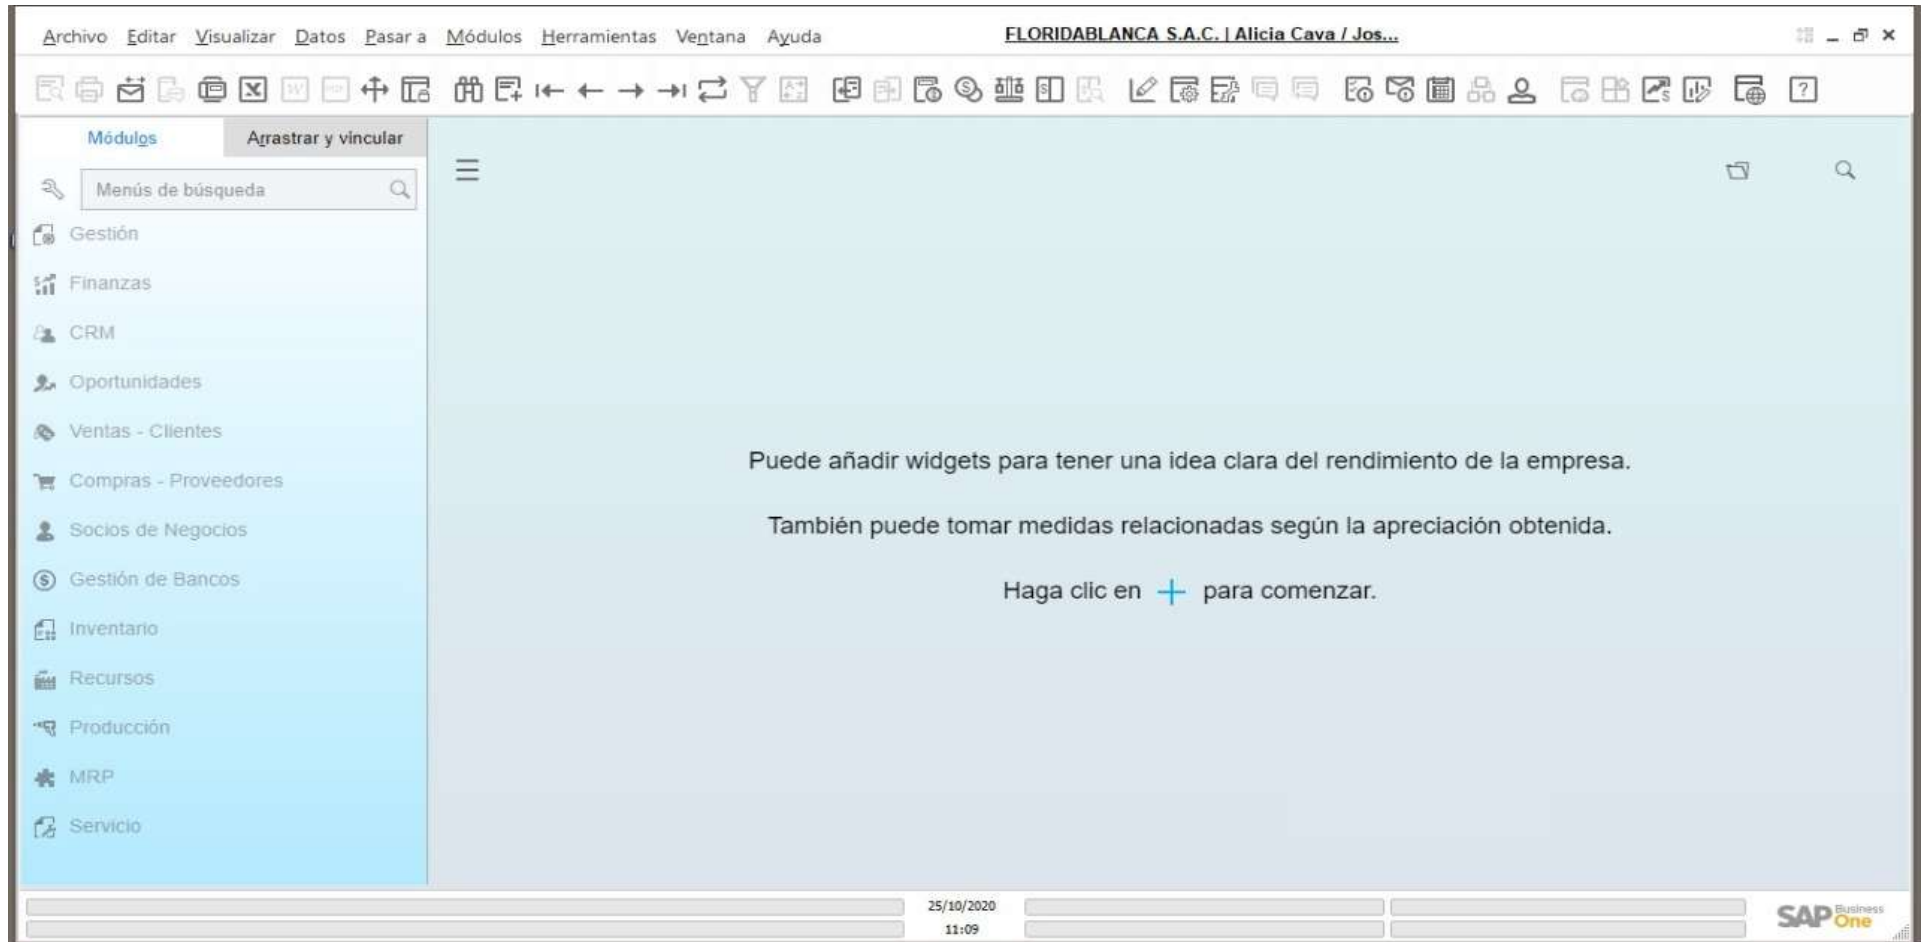 Archivo Editar Visualizar Datos Pasar a Módulos Herramientas Ventana Ayuda
FLORIDABLANCA S.A.C. | Alicia Cava / Jos...
Módulos Arrastrar y vincular
Menús de búsqueda
Gestión
Finanzas
CRM
Oportunidades
Ventas - Clientes
Compras - Proveedores
Socios de Negocios
Gestión de Bancos
Inventario
Recursos
Producción
MRP
Servicio
Puede añadir widgets para tener una idea clara del rendimiento de la empresa.
También puede tomar medidas relacionadas según la apreciación obtenida.
Haga clic en + para comenzar.
25/10/2020
11:09
SAP Business One